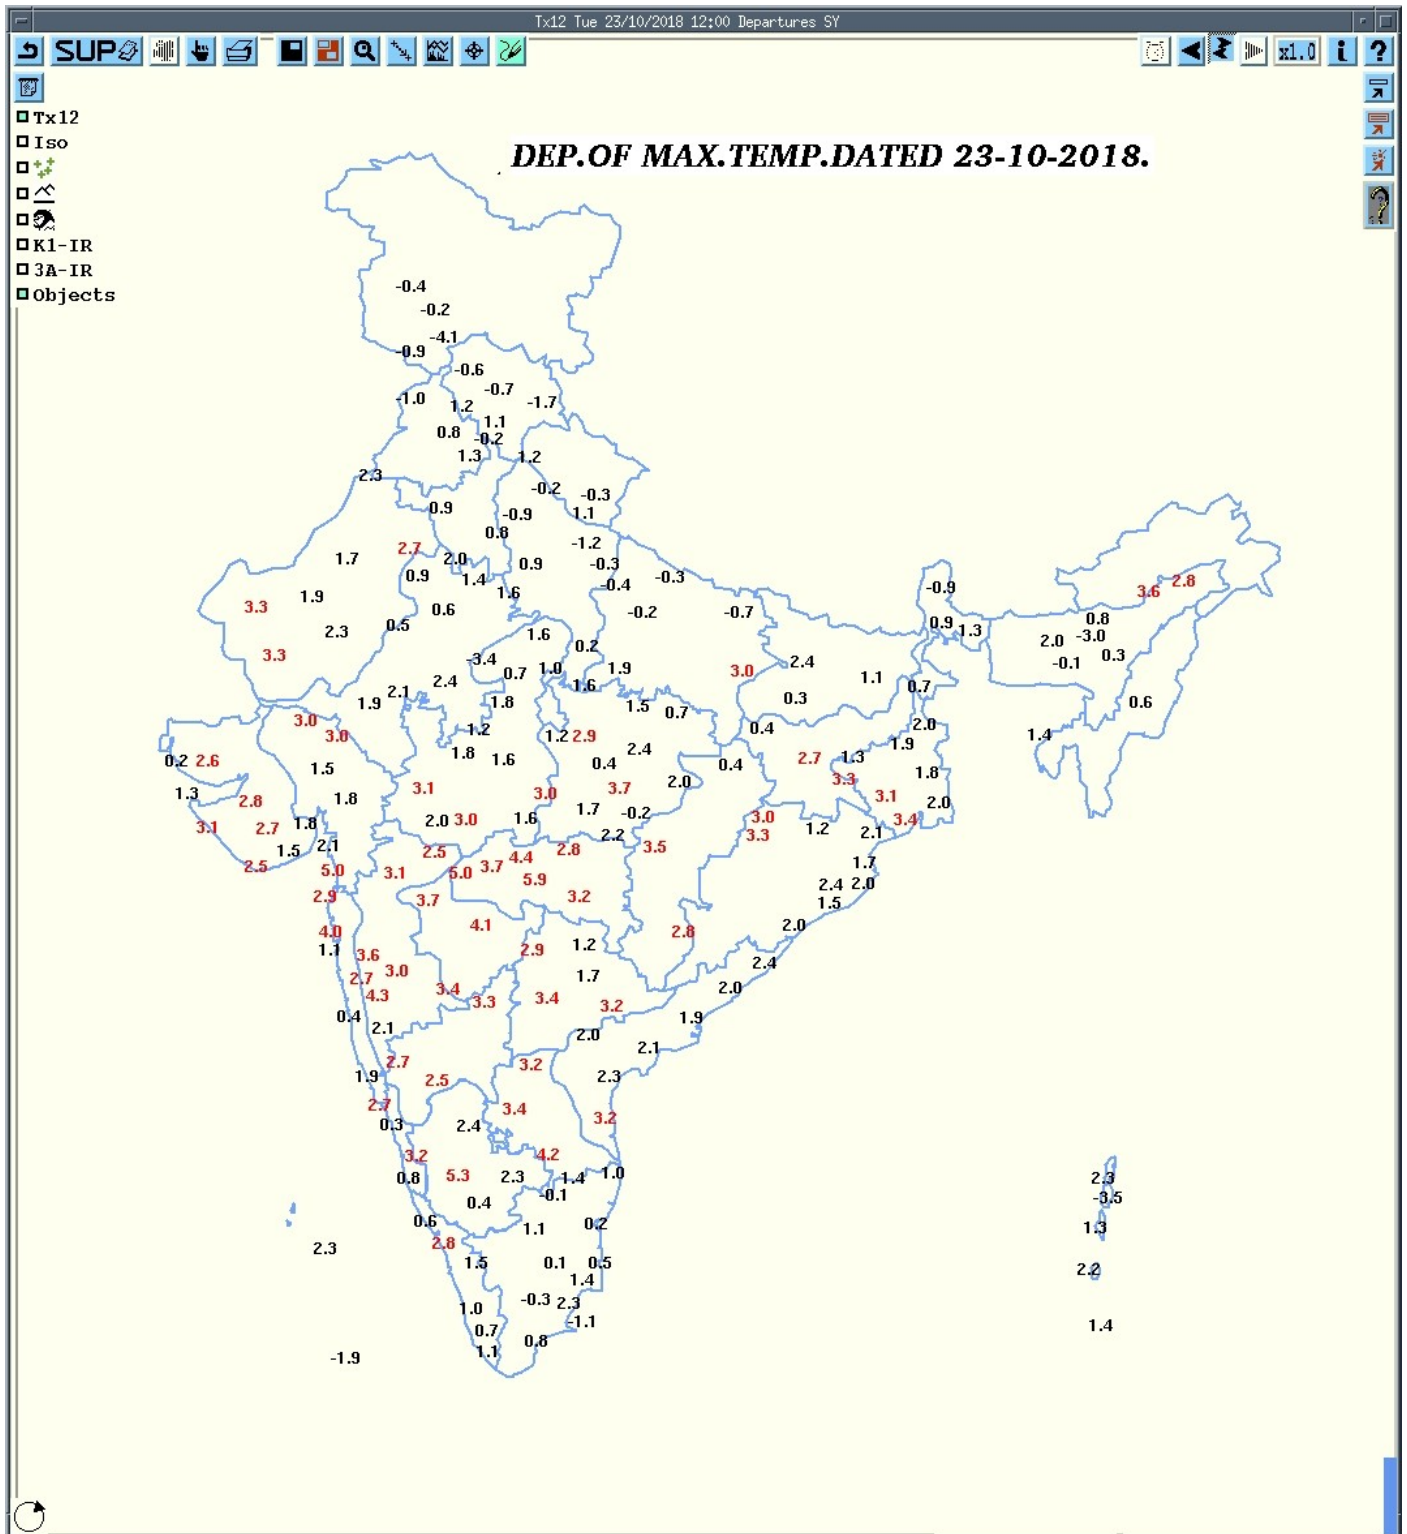 Tx12 Tue 23/10/2018 12:00 Departures SY
SUP
x1.0
i
?
Tx12
Iso
K1-IR
3A-IR
Objects
DEP.OF MAX.TEMP.DATED 23-10-2018.
-0.4
-0.2
-4.1
-0.9
-0.6
-0.7
-1.0 1.2 -1.7
1.1
0.8 -0.2
1.3 1.2
2.3
-0.2 -0.3
0.9 -0.9 1.1
0.8
-1.2
2.7
1.7 2.0 0.9 -0.3
0.9 1.4 -0.4 -0.3
2.8
3.6
-0.9
1.9 1.6
3.3 0.6 -0.2 -0.7
0.8
0.9 1.3
2.3 0.5 1.6
2.0 -3.0
0.2
3.3 -3.4 2.4 -0.1 0.3
0.7 1.0 1.9 3.0
2.4 1.6 1.1 0.7
2.1
1.9 1.8 1.5 0.7 0.3 0.6
3.0 2.0
3.0 1.2 1.2 2.9 0.4 1.9 1.4
1.8 1.6 2.4 2.7 1.3
0.2 2.6 1.5 0.4 0.4 1.8
3.1 3.7 2.0 3.3
1.3 2.8 1.8 3.0 3.1 2.0
1.7 -0.2
3.1 2.7 1.8 2.0 3.0 1.6 3.0 3.4
2.2 3.3 1.2 2.1
1.5 2.1 2.5 4.4 2.8 3.5
2.5 5.0 3.1 5.0 3.7 1.7
5.9 2.4 2.0
2.9 3.7 3.2 1.5
4.0 4.1 2.8 2.0
1.1 3.6 2.9 1.2
3.0 2.4
2.7 1.7
4.3 3.4 3.3 3.4 3.2 2.0
0.4 2.1 1.9
2.0
2.1
2.7 3.2
1.9 2.5 2.3
2.7 3.4 3.2
0.3 2.4
3.2 4.2
0.8 5.3 2.3 1.4 1.0 2.3
-0.1 -3.5
0.4
0.6 1.1 0.2 1.3
2.8
2.3 1.5 0.1 0.5 2.2
1.4
1.0 -0.3 2.3
-1.1 1.4
0.7 0.8
1.1
-1.9